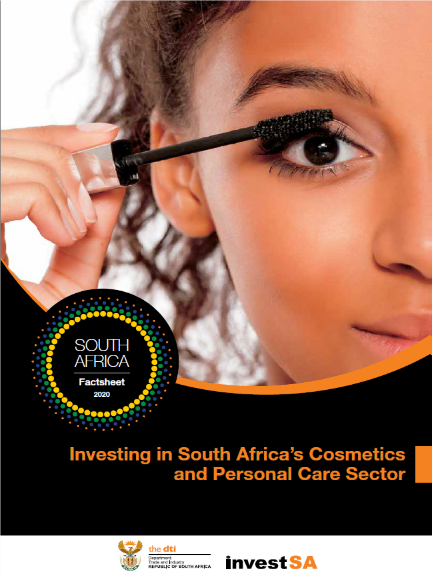 SOUTH
AFRICA
Factsheet
2020
Investing in South Africa's Cosmetics
and Personal Care Sector
the dti
Department
Trade and Industry
REPUBLIC OF SOUTH AFRICA
investSA